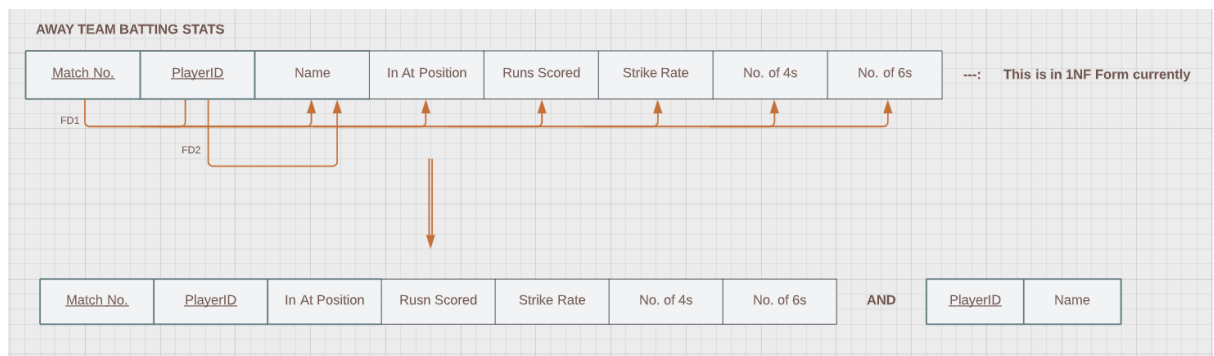 AWAY TEAM BATTING STATS
Match No. PlayerID Name In At Position Runs Scored Strike Rate No. of 4s No. of 6s ---: This is in 1NF Form currently
FD1
FD2
Match No. PlayerID In At Position Rusn Scored Strike Rate No. of 4s No. of 6s AND PlayerID Name